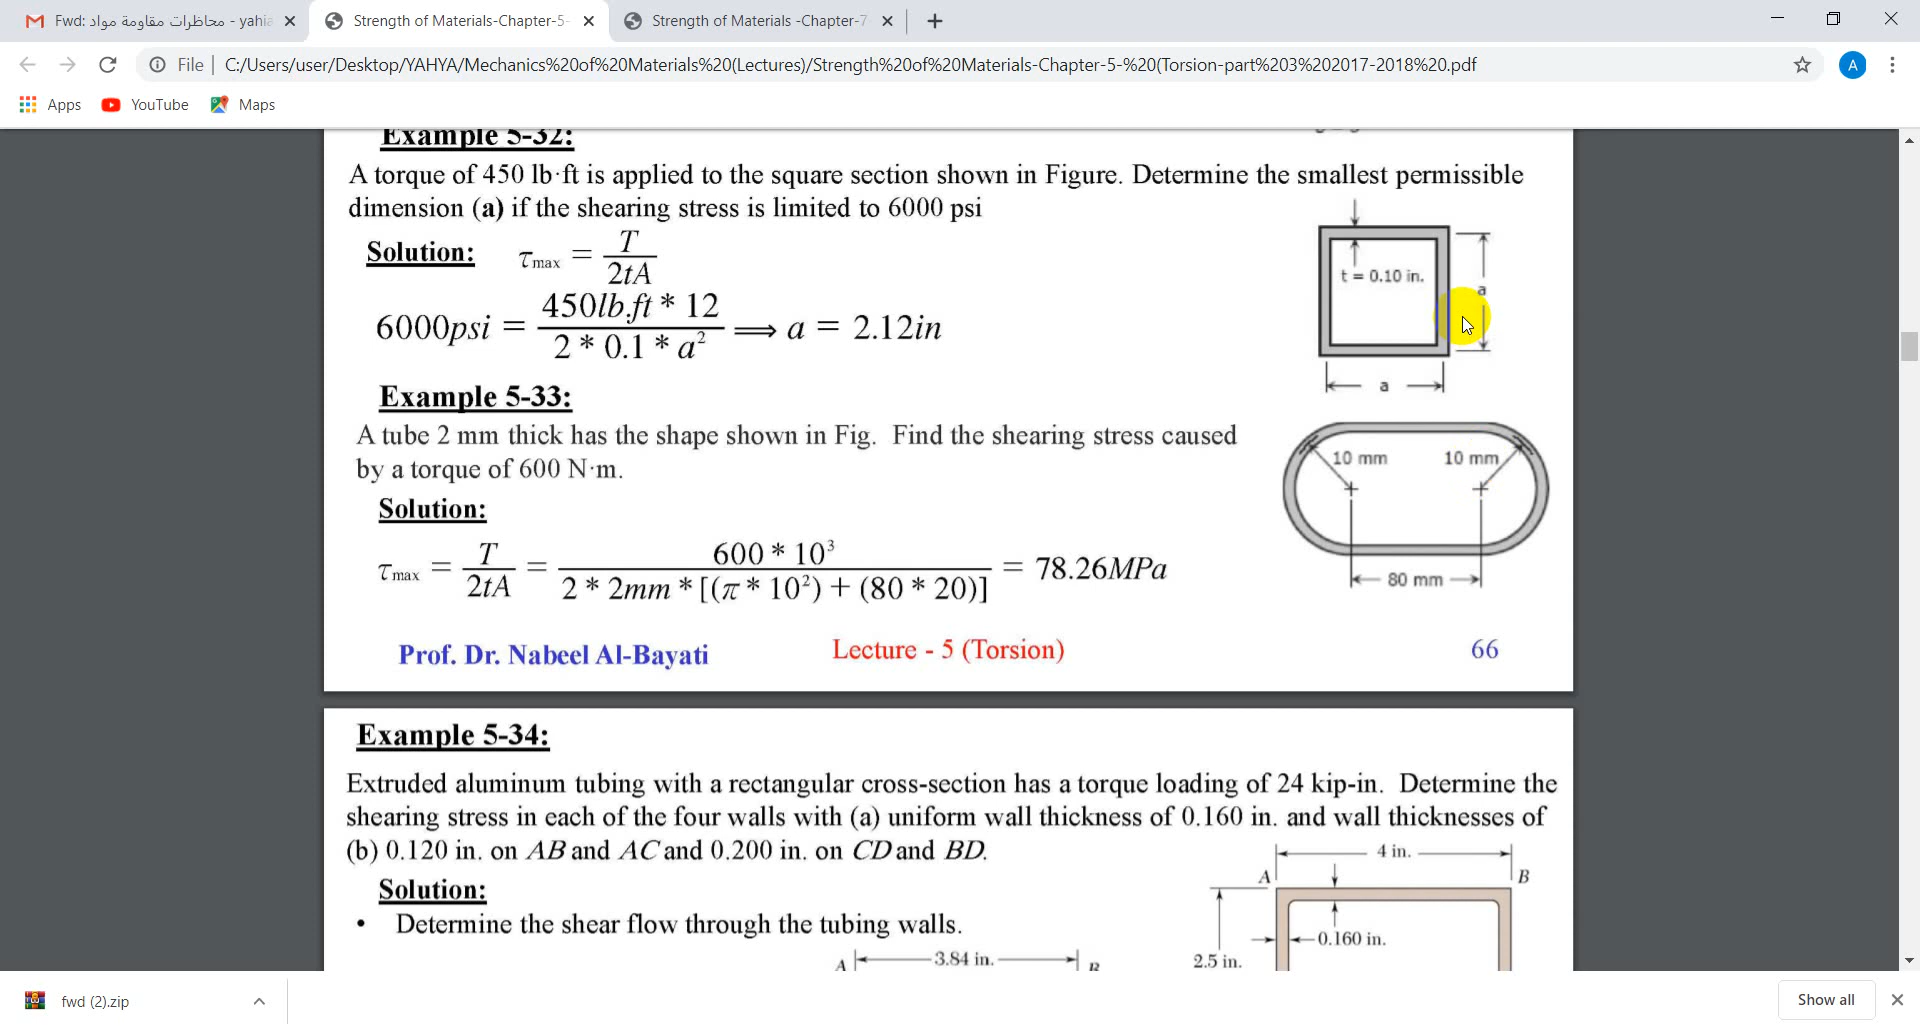 Fwd: محاظرات مقاومة مواد - yahia
Strength of Materials-Chapter-5-
Strength of Materials -Chapter-7
File
C:/Users/user/Desktop/YAHYA/Mechanics%20of%20Materials%20(Lectures)/Strength%20of%20Materials-Chapter-5-%20(Torsion-part%203%202017-2018%20.pdf
A
Apps
YouTube
Maps
Example 5-32:
A torque of 450 lb·ft is applied to the square section shown in Figure. Determine the smallest permissible
dimension (a) if the shearing stress is limited to 6000 psi
Solution: τmax = T / 2tA
6000psi = 450lb.ft * 12 / 2 * 0.1 * a² ⟹ a = 2.12in
t = 0.10 in.
a
a
Example 5-33:
A tube 2 mm thick has the shape shown in Fig. Find the shearing stress caused
by a torque of 600 N·m.
Solution:
τmax = T / 2tA = 600 * 10³ / 2 * 2mm * [(π * 10²) + (80 * 20)] = 78.26MPa
10 mm 10 mm
80 mm
Prof. Dr. Nabeel Al-Bayati
Lecture - 5 (Torsion)
66
Example 5-34:
Extruded aluminum tubing with a rectangular cross-section has a torque loading of 24 kip-in. Determine the
shearing stress in each of the four walls with (a) uniform wall thickness of 0.160 in. and wall thicknesses of
(b) 0.120 in. on AB and AC and 0.200 in. on CD and BD.
Solution:
• Determine the shear flow through the tubing walls.
A 3.84 in. B
4 in.
A B
0.160 in.
2.5 in.
fwd (2).zip
Show all